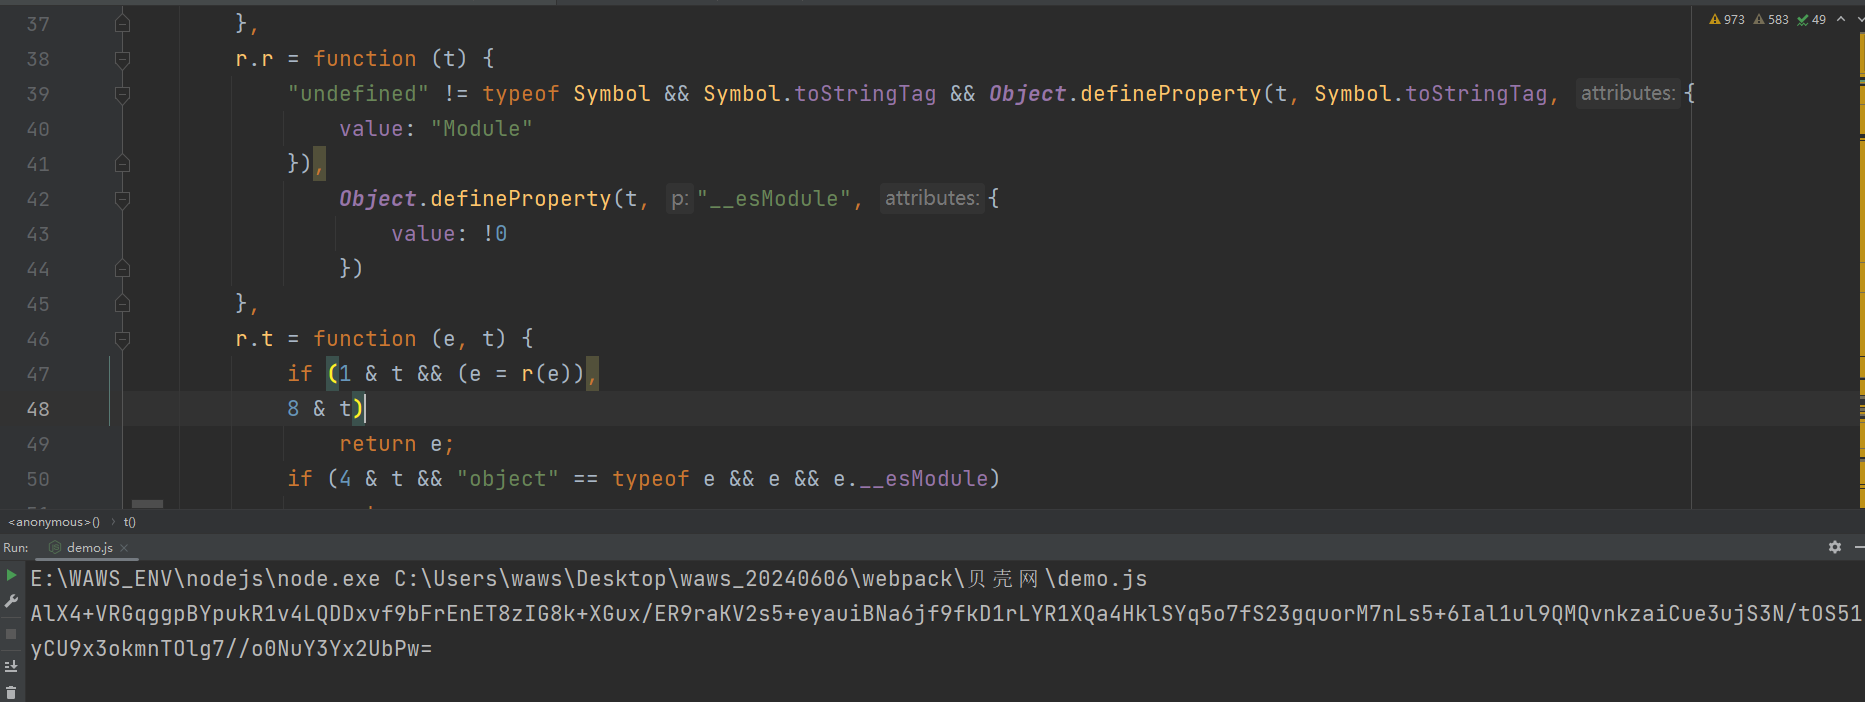 973 583 49
37 },
38 r.r = function (t) {
39 "undefined" != typeof Symbol && Symbol.toStringTag && Object.defineProperty(t, Symbol.toStringTag, attributes: {
40 value: "Module"
41 }),
42 Object.defineProperty(t, p: "__esModule", attributes: {
43 value: !0
44 })
45 },
46 r.t = function (e, t) {
47 if (1 & t && (e = r(e)),
48 8 & t)
49 return e;
50 if (4 & t && "object" == typeof e && e && e.__esModule)
<anonymous>() › t()
Run: demo.js
E:\WAWS_ENV\nodejs\node.exe C:\Users\waws\Desktop\waws_20240606\webpack\贝壳网\demo.js
AlX4+VRGqggpBYpukR1v4LQDDxvf9bFrEnET8zIG8k+XGux/ER9raKV2s5+eyauiBNa6jf9fkD1rLYR1XQa4HklSYq5o7fS23gquorM7nLs5+6Ial1ul9QMQvnkzaiCue3ujS3N/tOS51
yCU9x3okmnTOlg7//o0NuY3Yx2UbPw=